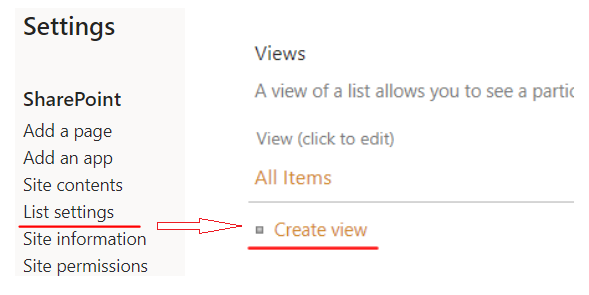 Settings
SharePoint
Add a page
Add an app
Site contents
List settings
Site information
Site permissions
Views
A view of a list allows you to see a partic
View (click to edit)
All Items
Create view